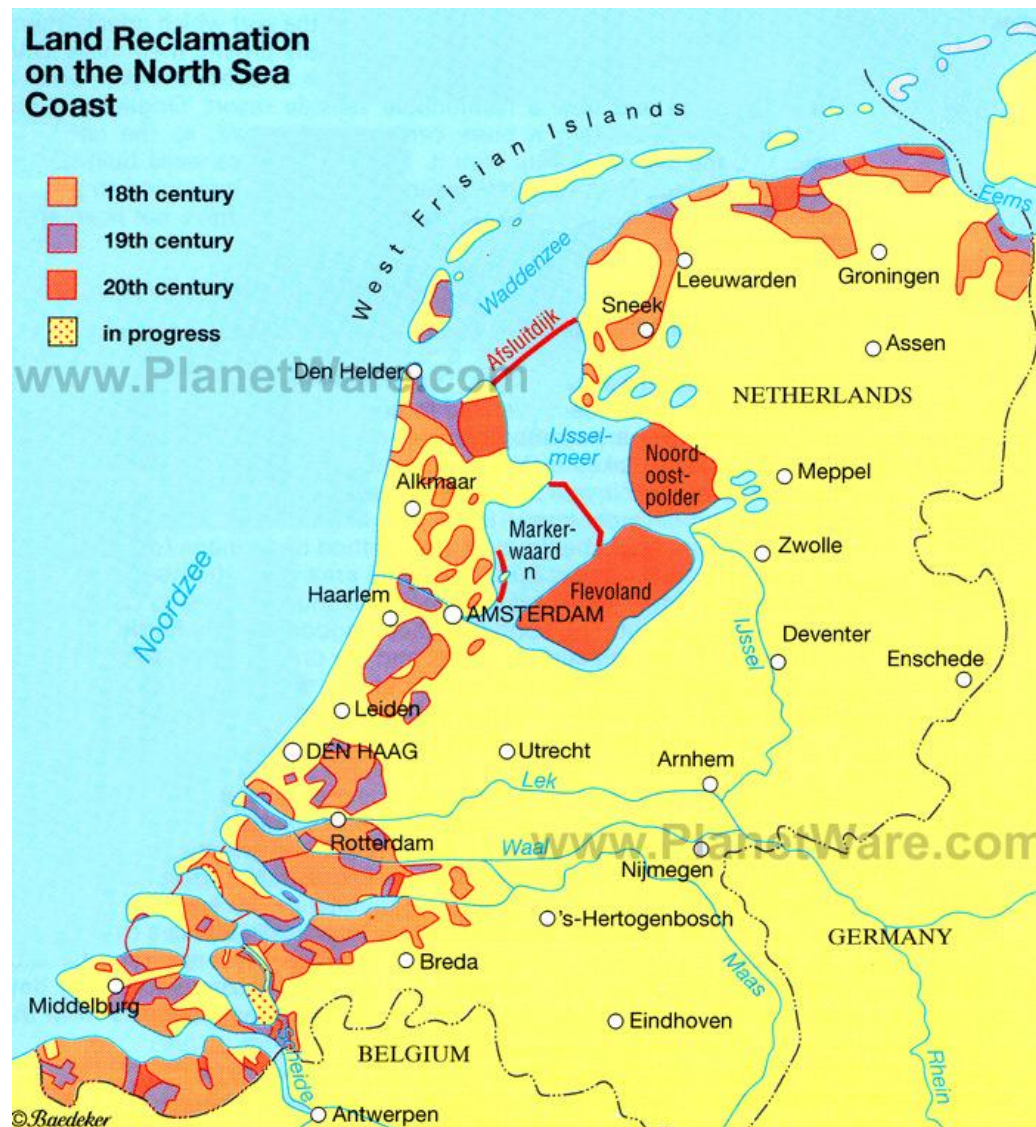 Land Reclamation
on the North Sea
Coast
18th century
19th century
20th century
in progress
West Frisian Islands
Waddenzee
Eems
Leeuwarden
Groningen
Sneek
Afsluitdijk
Assen
www.PlanetWare.com
Den Helder
NETHERLANDS
IJssel-
meer
Noord-
oost-
polder
Meppel
Alkmaar
Marker-
waard
n
Zwolle
Flevoland
Haarlem
AMSTERDAM
Noordzee
IJssel
Deventer
Enschede
Leiden
DEN HAAG
Utrecht
Arnhem
Lek
Rotterdam
Waal
www.PlanetWare.com
Nijmegen
's-Hertogenbosch
GERMANY
Breda
Maas
Middelburg
Eindhoven
BELGIUM
Rhein
Antwerpen
©Baedeker